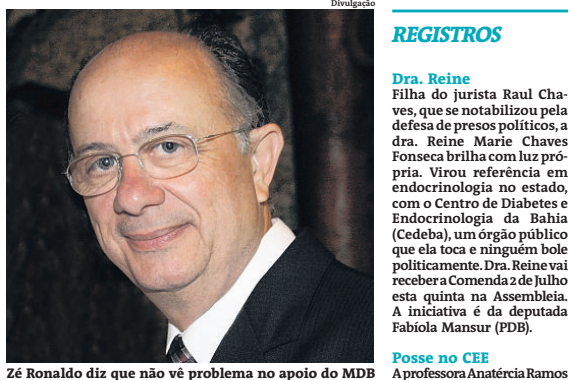 Divulgação
Zé Ronaldo diz que não vê problema no apoio do MDB
REGISTROS
Dra. Reine
Filha do jurista Raul Cha-
ves, que se notabilizou pela
defesa de presos políticos, a
dra. Reine Marie Chaves
Fonseca brilha com luz pró-
pria. Virou referência em
endocrinologia no estado,
com o Centro de Diabetes e
Endocrinologia da Bahia
(Cedeba), um órgão público
que ela toca e ninguém bole
politicamente. Dra. Reine vai
receber a Comenda 2 de Julho
esta quinta na Assembleia.
A iniciativa é da deputada
Fabíola Mansur (PDB).
Posse no CEE
A professora Anatércia Ramos